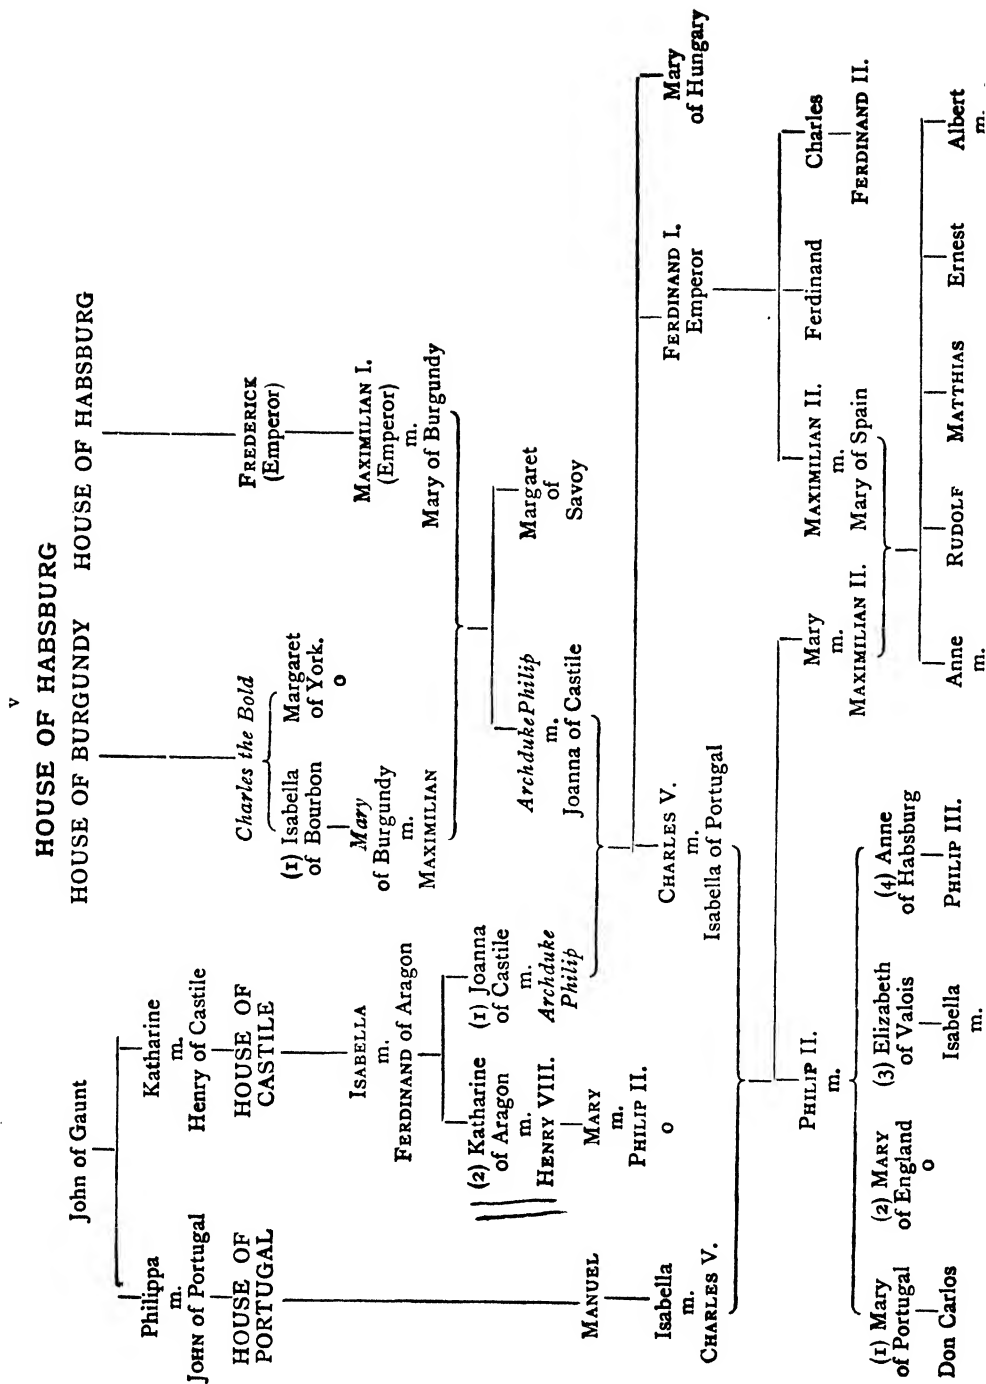 v
HOUSE OF HABSBURG
HOUSE OF BURGUNDY
HOUSE OF HABSBURG
John of Gaunt
Philippa
m.
JOHN of Portugal
HOUSE OF
PORTUGAL
Katharine
m.
Henry of Castile
HOUSE OF
CASTILE
Charles the Bold
FREDERICK
(Emperor)
(1) Isabella
of Bourbon
Margaret
of York.
o
MAXIMILIAN I.
(Emperor)
m.
Mary of Burgundy
ISABELLA
m.
FERDINAND of Aragon
Mary
of Burgundy
m.
MAXIMILIAN
(2) Katharine
of Aragon
m.
HENRY VIII.
MARY
m.
PHILIP II.
o
(1) Joanna
of Castile
m.
Archduke
Philip
Archduke Philip
m.
Joanna of Castile
Margaret
of
Savoy
MANUEL
Isabella
m.
CHARLES V.
CHARLES V.
m.
Isabella of Portugal
FERDINAND I.
Emperor
Mary
of Hungary
PHILIP II.
m.
Mary
m.
MAXIMILIAN II.
MAXIMILIAN II.
m.
Mary of Spain
Ferdinand
Charles
FERDINAND II.
(1) Mary
of Portugal
Don Carlos
(2) MARY
of England
o
(3) Elizabeth
of Valois
Isabella
m.
(4) Anne
of Habsburg
PHILIP III.
Anne
m.
RUDOLF
MATTHIAS
Ernest
Albert
m.